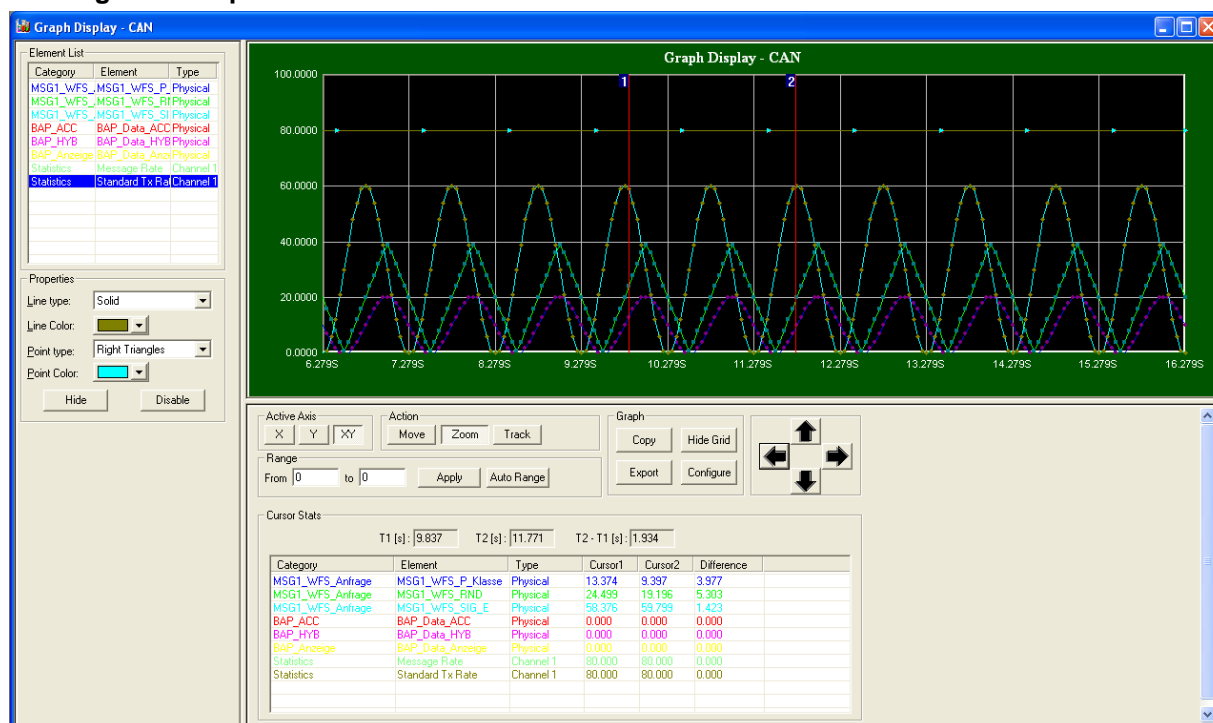 Graph Display - CAN
Element List
Category Element Type
MSG1_WFS_. MSG1_WFS_P_ Physical
MSG1_WFS_. MSG1_WFS_RI Physical
MSG1_WFS_. MSG1_WFS_SI Physical
BAP_ACC BAP_Data_ACC Physical
BAP_HYB BAP_Data_HYB Physical
BAP_Anzeige BAP_Data_Anz Physical
Statistics Message Rate Channel 1
Statistics Standard Tx Ra Channel 1
Properties
Line type: Solid
Line Color:
Point type: Right Triangles
Point Color:
Hide Disable
Graph Display - CAN
1 2
100.0000
80.0000
60.0000
40.0000
20.0000
0.0000
6.279S 7.279S 8.279S 9.279S 10.279S 11.279S 12.279S 13.279S 14.279S 15.279S 16.279S
Active Axis Action Graph
X Y XY Move Zoom Track Copy Hide Grid
Range
From 0 to 0 Apply Auto Range Export Configure
Cursor Stats
T1 [s] : 9.837 T2 [s] : 11.771 T2 - T1 [s] : 1.934
Category Element Type Cursor1 Cursor2 Difference
MSG1_WFS_Anfrage MSG1_WFS_P_Klasse Physical 13.374 9.397 3.977
MSG1_WFS_Anfrage MSG1_WFS_RND Physical 24.499 19.196 5.303
MSG1_WFS_Anfrage MSG1_WFS_SIG_E Physical 58.376 59.799 1.423
BAP_ACC BAP_Data_ACC Physical 0.000 0.000 0.000
BAP_HYB BAP_Data_HYB Physical 0.000 0.000 0.000
BAP_Anzeige BAP_Data_Anzeige Physical 0.000 0.000 0.000
Statistics Message Rate Channel 1 80.000 80.000 0.000
Statistics Standard Tx Rate Channel 1 80.000 80.000 0.000